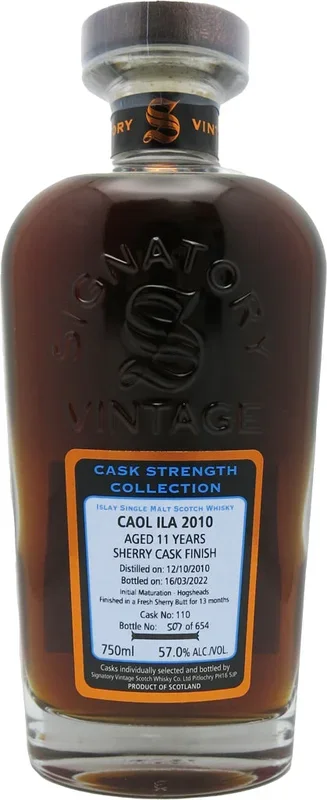 ORY S VINT
SIGNATORY
S
VINTAGE
CASK STRENGTH
COLLECTION
ISLAY SINGLE MALT SCOTCH WHISKY
CAOL ILA 2010
AGED 11 YEARS
SHERRY CASK FINISH
Distilled on: 12/10/2010
Bottled on: 16/03/2022
Initial Maturation - Hogsheads
Finished in a Fresh Sherry Butt for 13 months
Cask No: 110
Bottle No: 507 of 654
750ml 57.0% ALC./VOL.
Casks individually selected and bottled by
Signatory Vintage Scotch Whisky Co. Ltd Pitlochry PH16 5JP
PRODUCT OF SCOTLAND